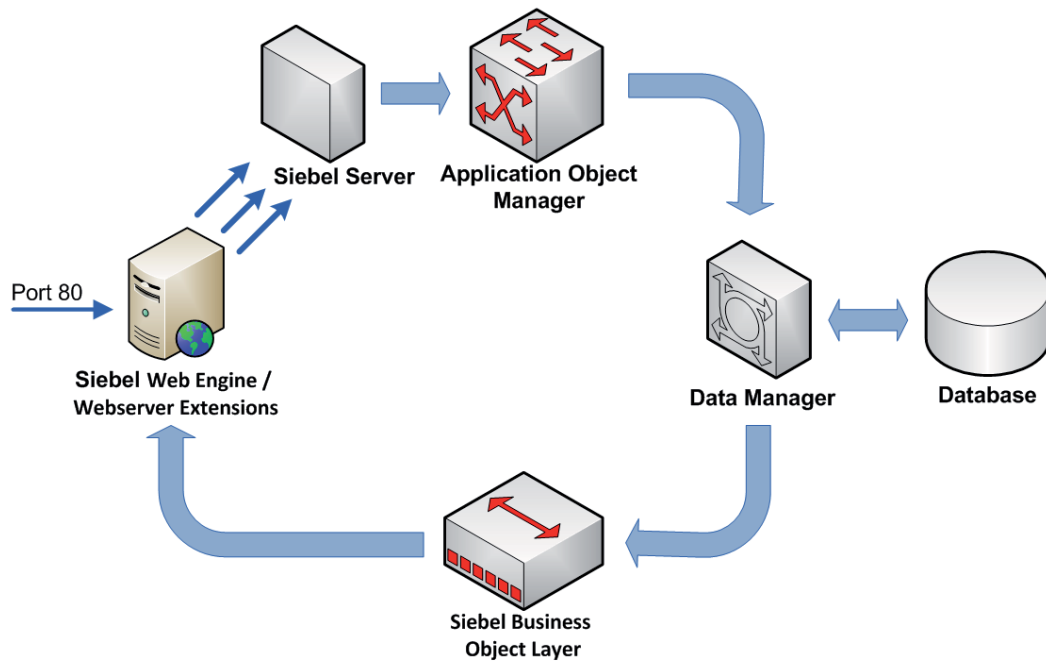 Siebel Server
Application Object
Manager
Port 80
Siebel Web Engine /
Webserver Extensions
Data Manager
Database
Siebel Business
Object Layer